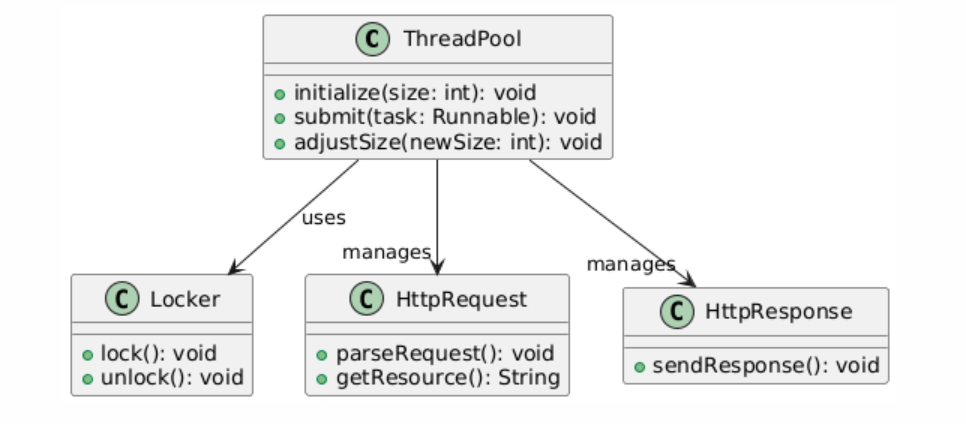 C ThreadPool
initialize(size: int): void
submit(task: Runnable): void
adjustSize(newSize: int): void
uses
manages
manages
C Locker
lock(): void
unlock(): void
C HttpRequest
parseRequest(): void
getResource(): String
C HttpResponse
sendResponse(): void